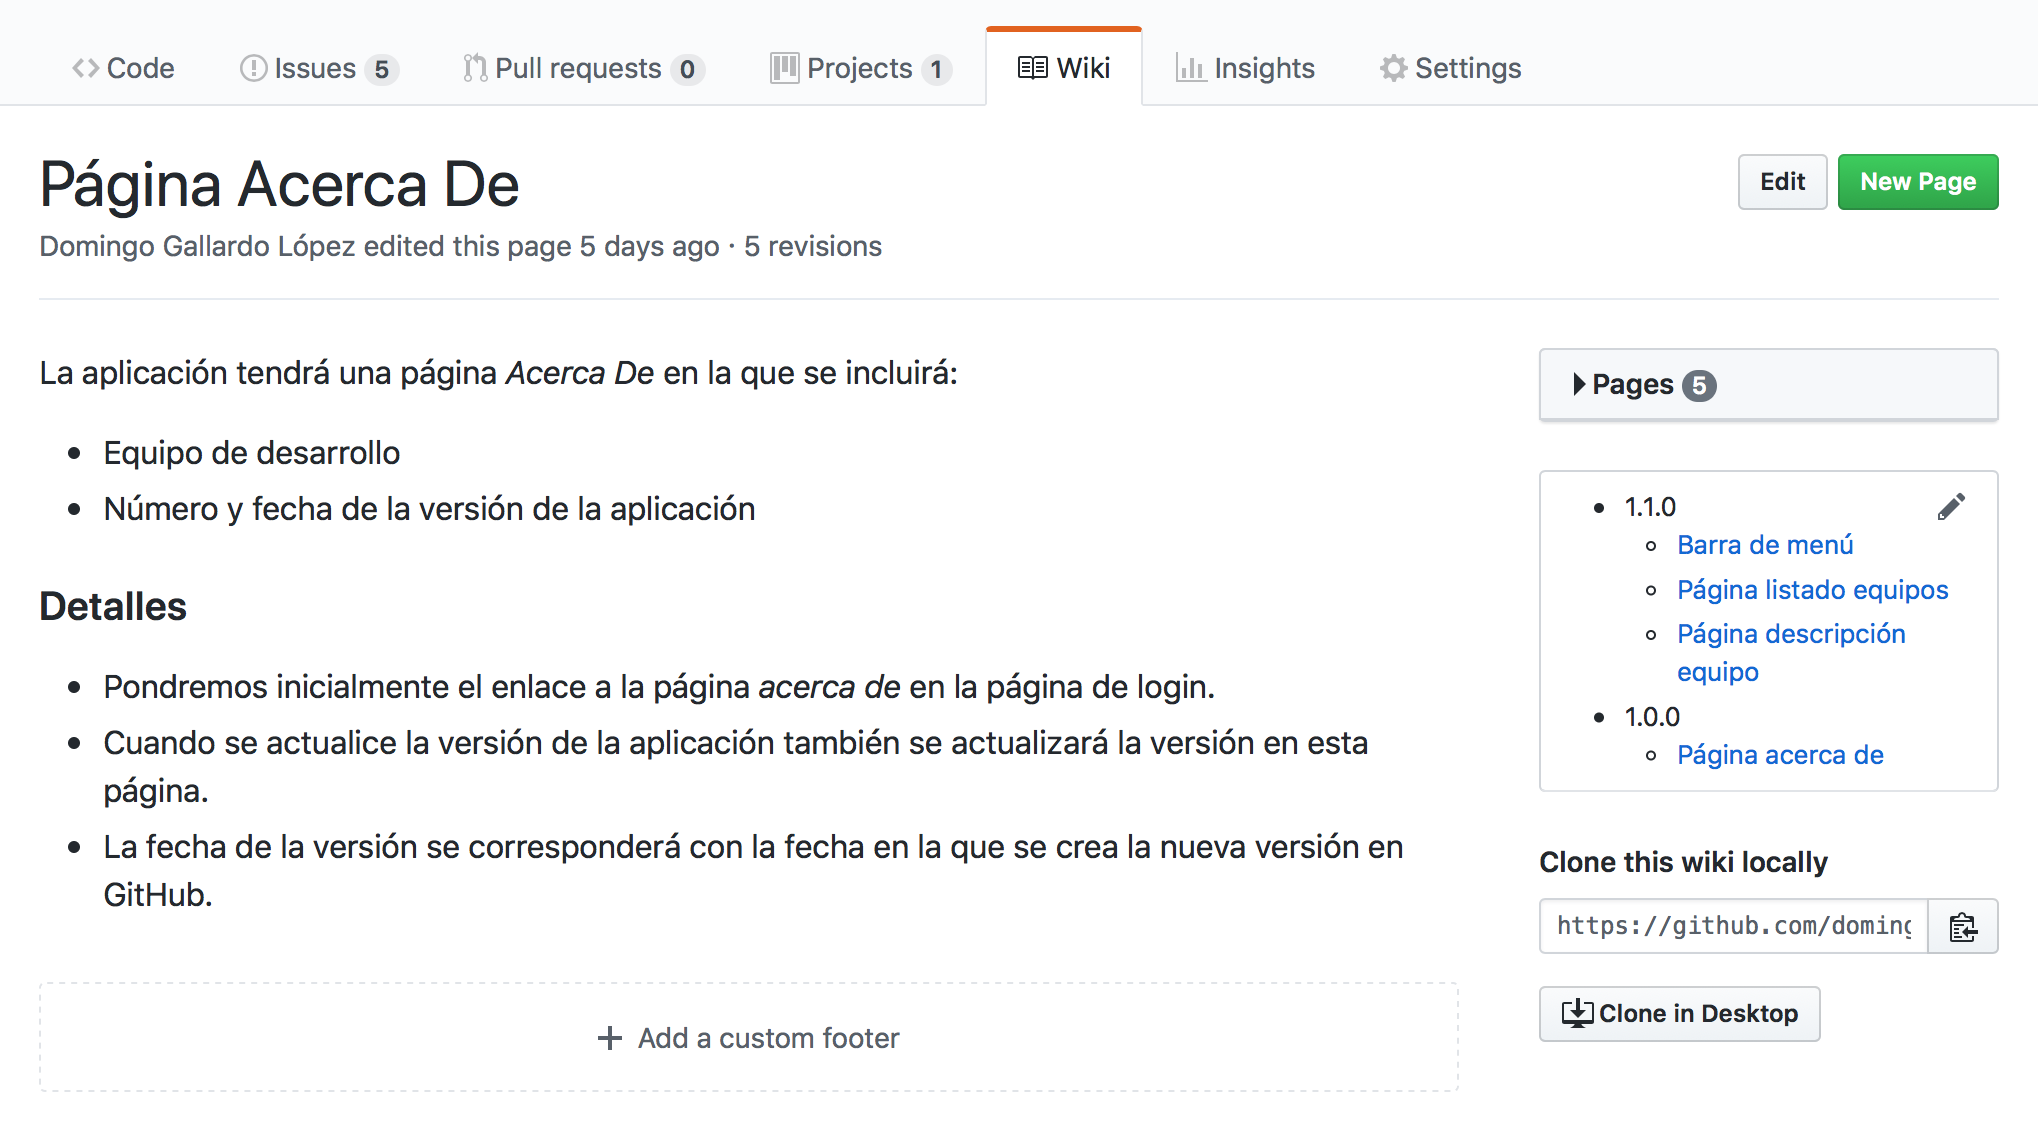 Code Issues 5 Pull requests 0 Projects 1 Wiki Insights Settings
Página Acerca De
Edit New Page
Domingo Gallardo López edited this page 5 days ago · 5 revisions
La aplicación tendrá una página Acerca De en la que se incluirá:
Equipo de desarrollo
Número y fecha de la versión de la aplicación
Detalles
Pondremos inicialmente el enlace a la página acerca de en la página de login.
Cuando se actualice la versión de la aplicación también se actualizará la versión en esta
página.
La fecha de la versión se corresponderá con la fecha en la que se crea la nueva versión en
GitHub.
Add a custom footer
Pages 5
1.1.0
Barra de menú
Página listado equipos
Página descripción
equipo
1.0.0
Página acerca de
Clone this wiki locally
https://github.com/doming
Clone in Desktop